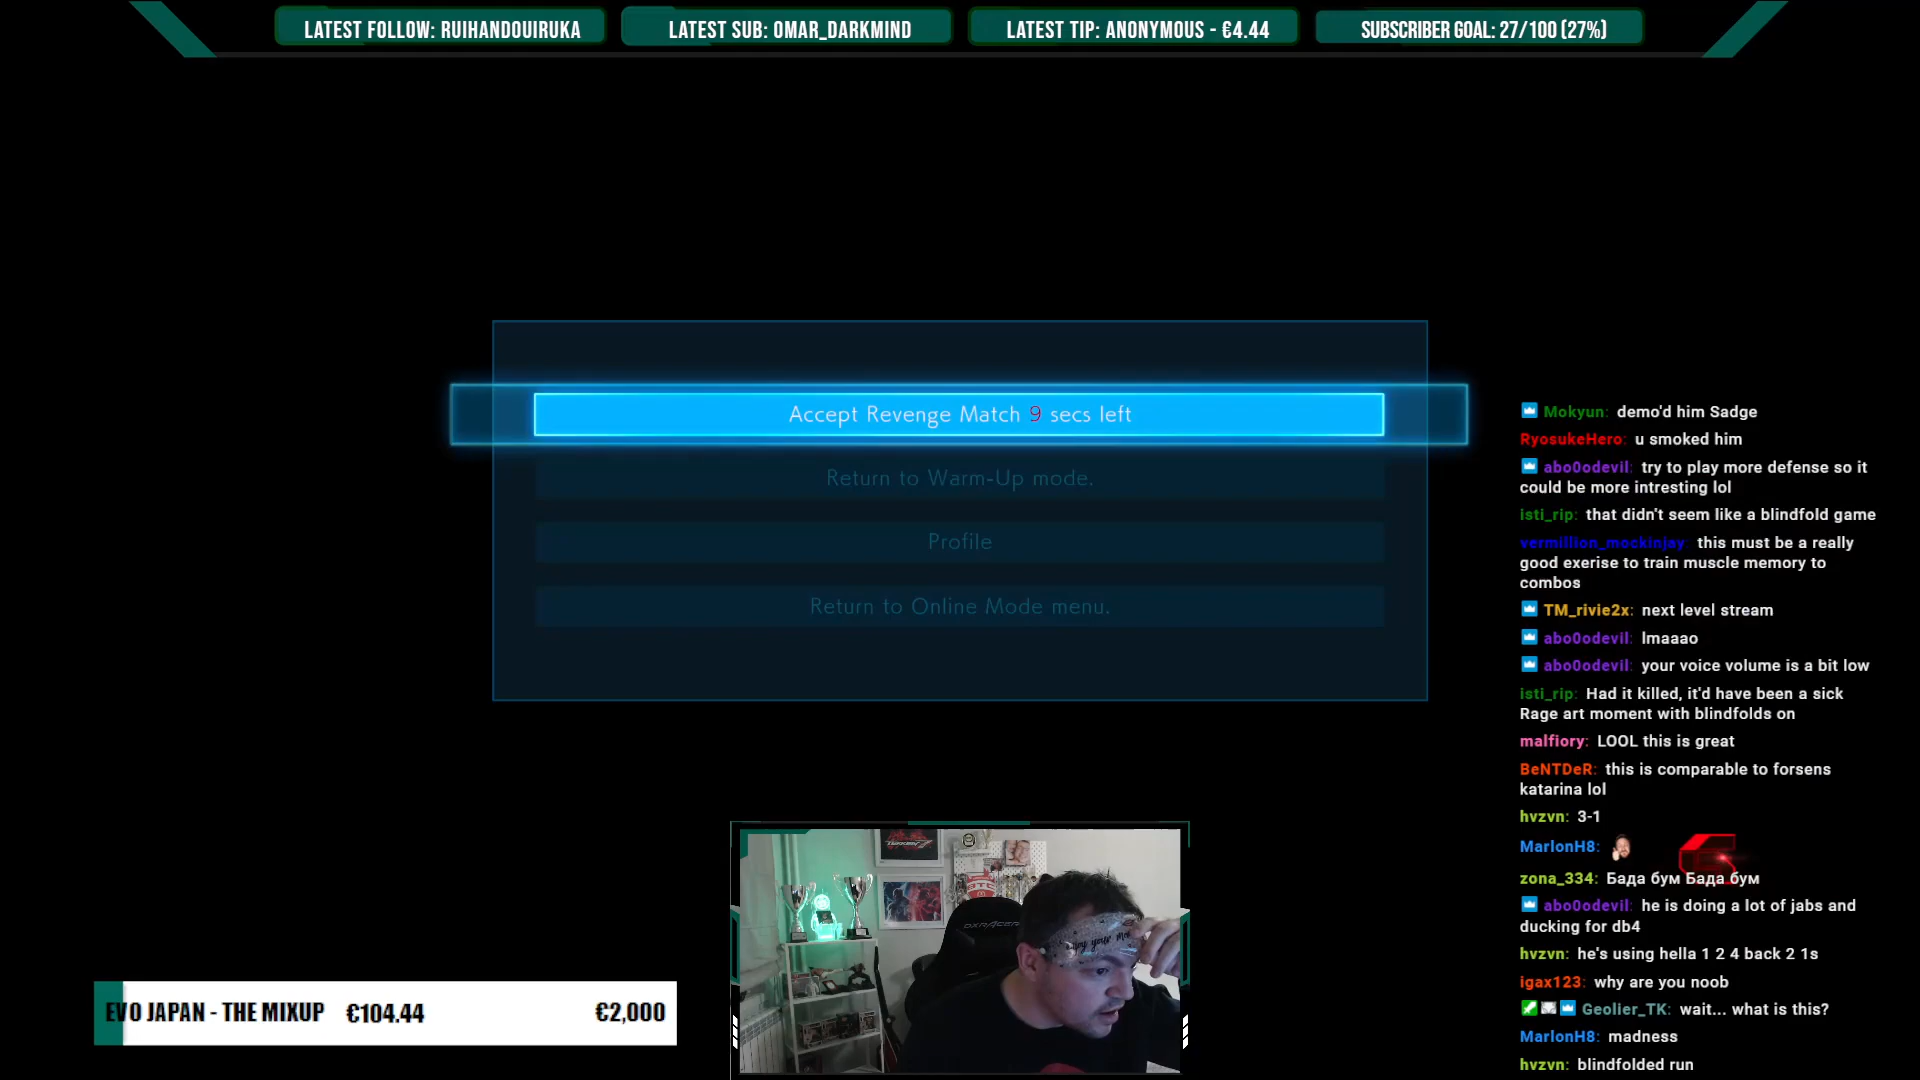 LATEST FOLLOW: RUIHANDOUIRUKA
LATEST SUB: OMAR_DARKMIND
LATEST TIP: ANONYMOUS - €4.44
SUBSCRIBER GOAL: 27/100 (27%)
Accept Revenge Match 9 secs left
Return to Warm-Up mode.
Profile
Return to Online Mode menu.
Mokyun: demo'd him Sadge
RyosukeHero: u smoked him
abo0odevil: try to play more defense so it
could be more intresting lol
isti_rip: that didn't seem like a blindfold game
vermillion_mockinjay: this must be a really
good exerise to train muscle memory to
combos
TM_rivie2x: next level stream
abo0odevil: lmaaao
abo0odevil: your voice volume is a bit low
isti_rip: Had it killed, it'd have been a sick
Rage art moment with blindfolds on
malfiory: LOOL this is great
BeNTDeR: this is comparable to forsens
katarina lol
hvzvn: 3-1
MarlonH8:
zona_334: Бада бум Бада бум
abo0odevil: he is doing a lot of jabs and
ducking for db4
hvzvn: he's using hella 1 2 4 back 2 1s
igax123: why are you noob
Geolier_TK: wait... what is this?
MarlonH8: madness
hvzvn: blindfolded run
EVO JAPAN - THE MIXUP €104.44 €2,000
TEKKEN 7
DXRACER